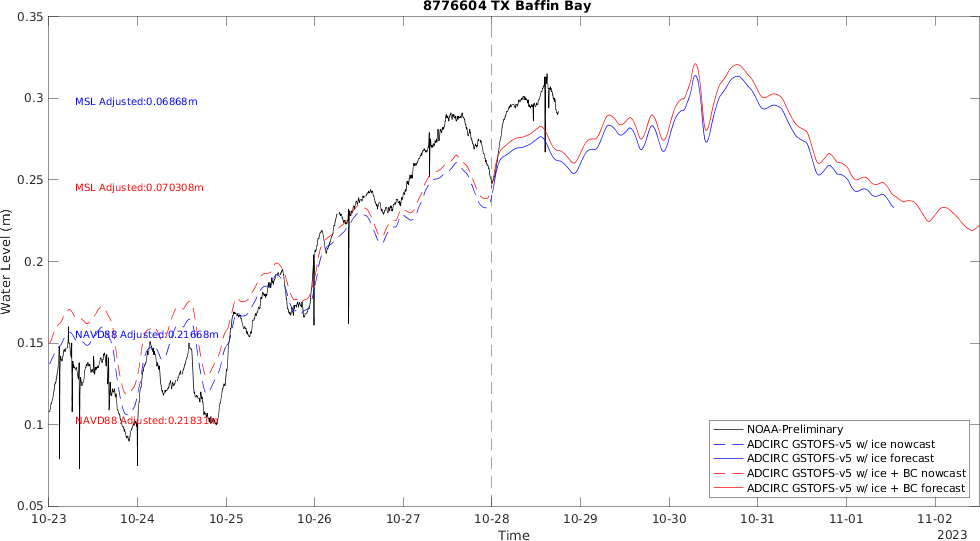 8776604 TX Baffin Bay
0.35
0.3
0.25
0.2
0.15
0.1
0.05
Water Level (m)
MSL Adjusted:0.06868m
MSL Adjusted:0.070308m
NAVD88 Adjusted:0.21668m
NAVD88 Adjusted:0.21831m
NOAA-Preliminary
ADCIRC GSTOFS-v5 w/ ice nowcast
ADCIRC GSTOFS-v5 w/ ice forecast
ADCIRC GSTOFS-v5 w/ ice + BC nowcast
ADCIRC GSTOFS-v5 w/ ice + BC forecast
10-23 10-24 10-25 10-26 10-27 10-28 10-29 10-30 10-31 11-01 11-02
Time
2023